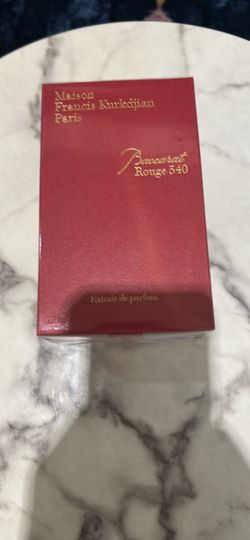 Maison
Francis Kurkdjian
Paris
Baccarat
Rouge 540
Extrait de parfum